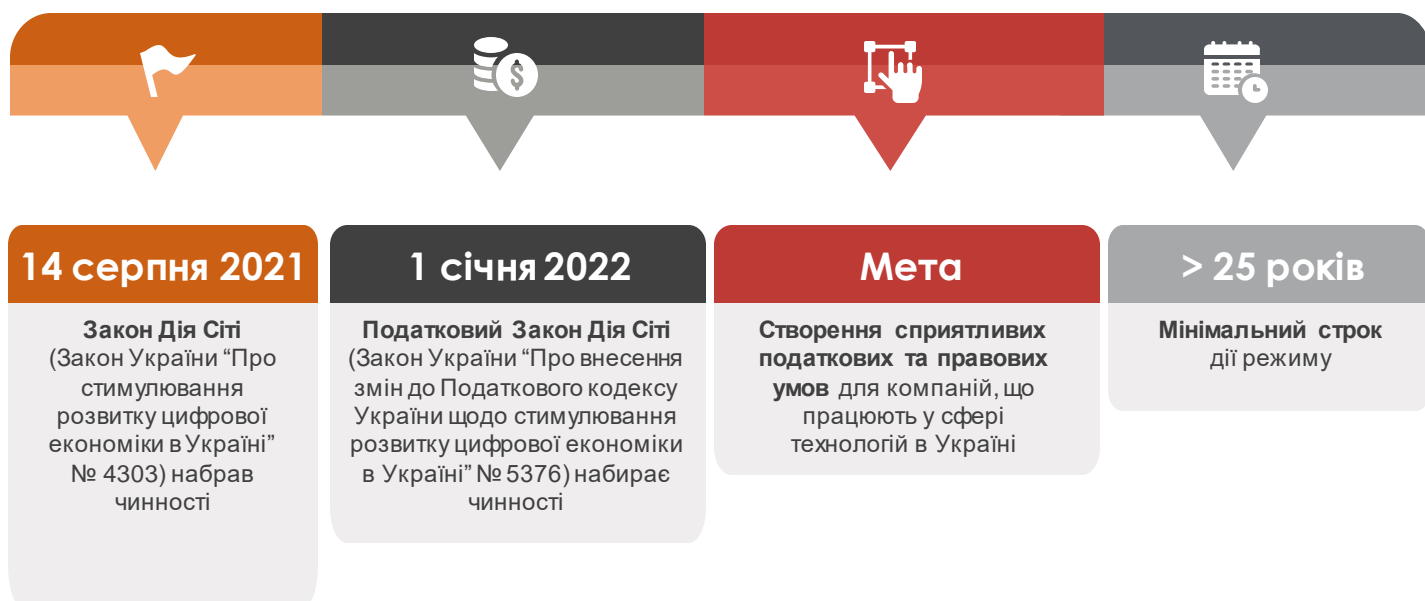 14 серпня 2021
Закон Дія Сіті
(Закон України “Про
стимулювання
розвитку цифрової
економіки в Україні”
№ 4303) набрав
чинності
1 січня 2022
Податковий Закон Дія Сіті
(Закон України “Про внесення
змін до Податкового кодексу
України щодо стимулювання
розвитку цифрової економіки
в Україні” № 5376) набирає
чинності
Мета
Створення сприятливих
податкових та правових
умов для компаній, що
працюють у сфері
технологій в Україні
> 25 років
Мінімальний строк
дії режиму